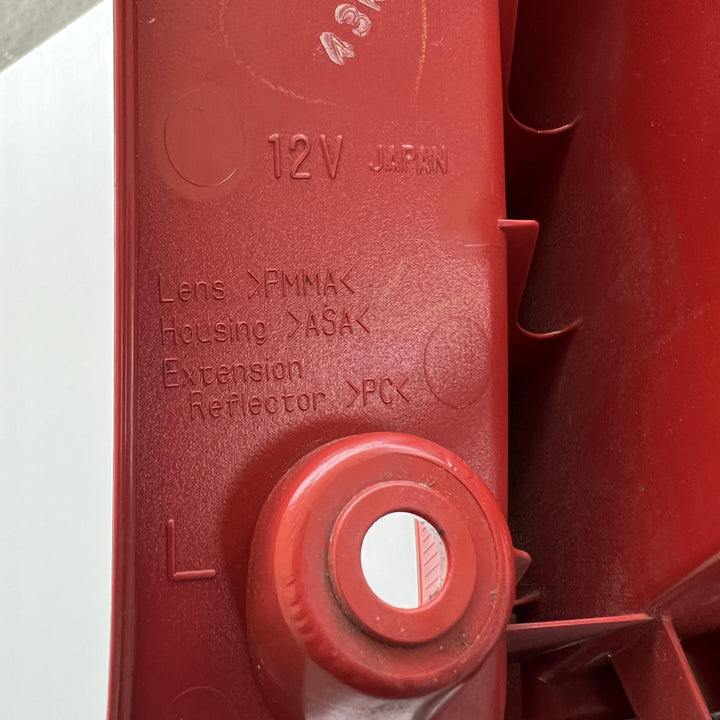 12V JAPAN
Lens >PMMA<
Housing >ASA<
Extension
Reflector >PC<
L